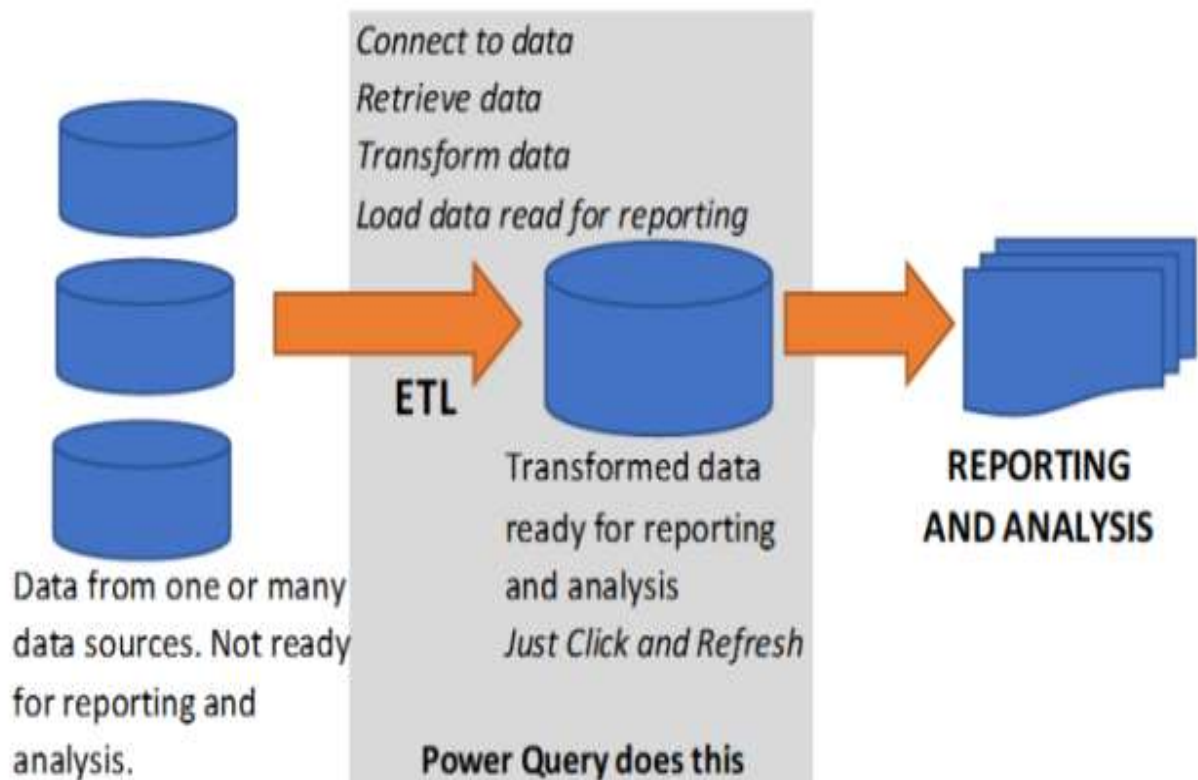 Connect to data
Retrieve data
Transform data
Load data read for reporting
ETL
Data from one or many
data sources. Not ready
for reporting and
analysis.
Transformed data
ready for reporting
and analysis
Just Click and Refresh
Power Query does this
REPORTING
AND ANALYSIS